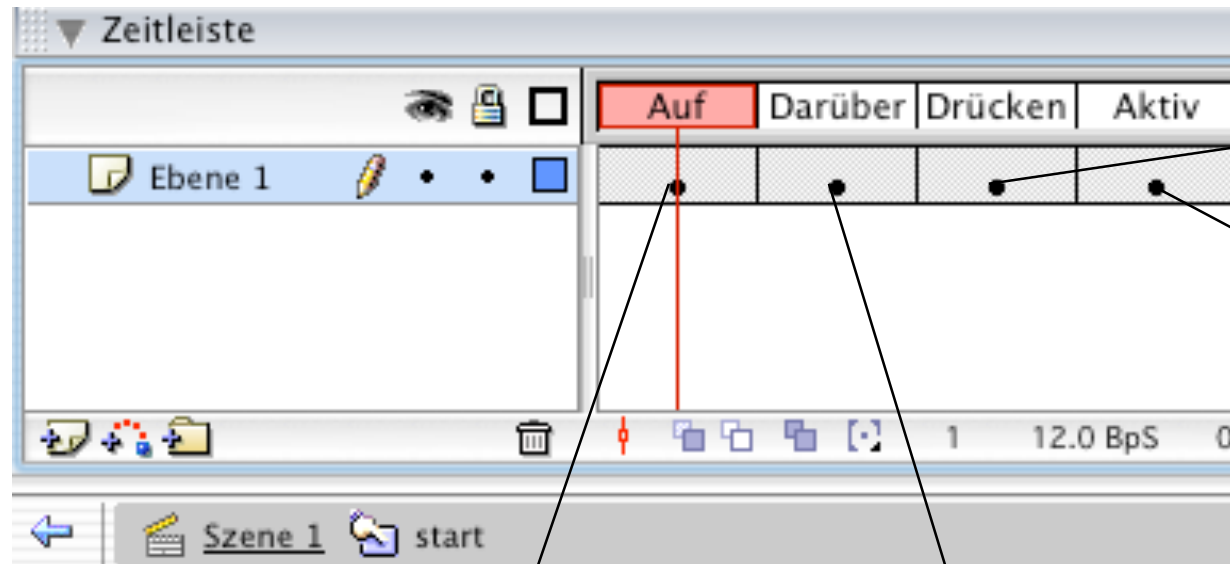 Zeitleiste
Auf Darüber Drücken Aktiv
Ebene 1
1 12.0 BpS
Szene 1 start